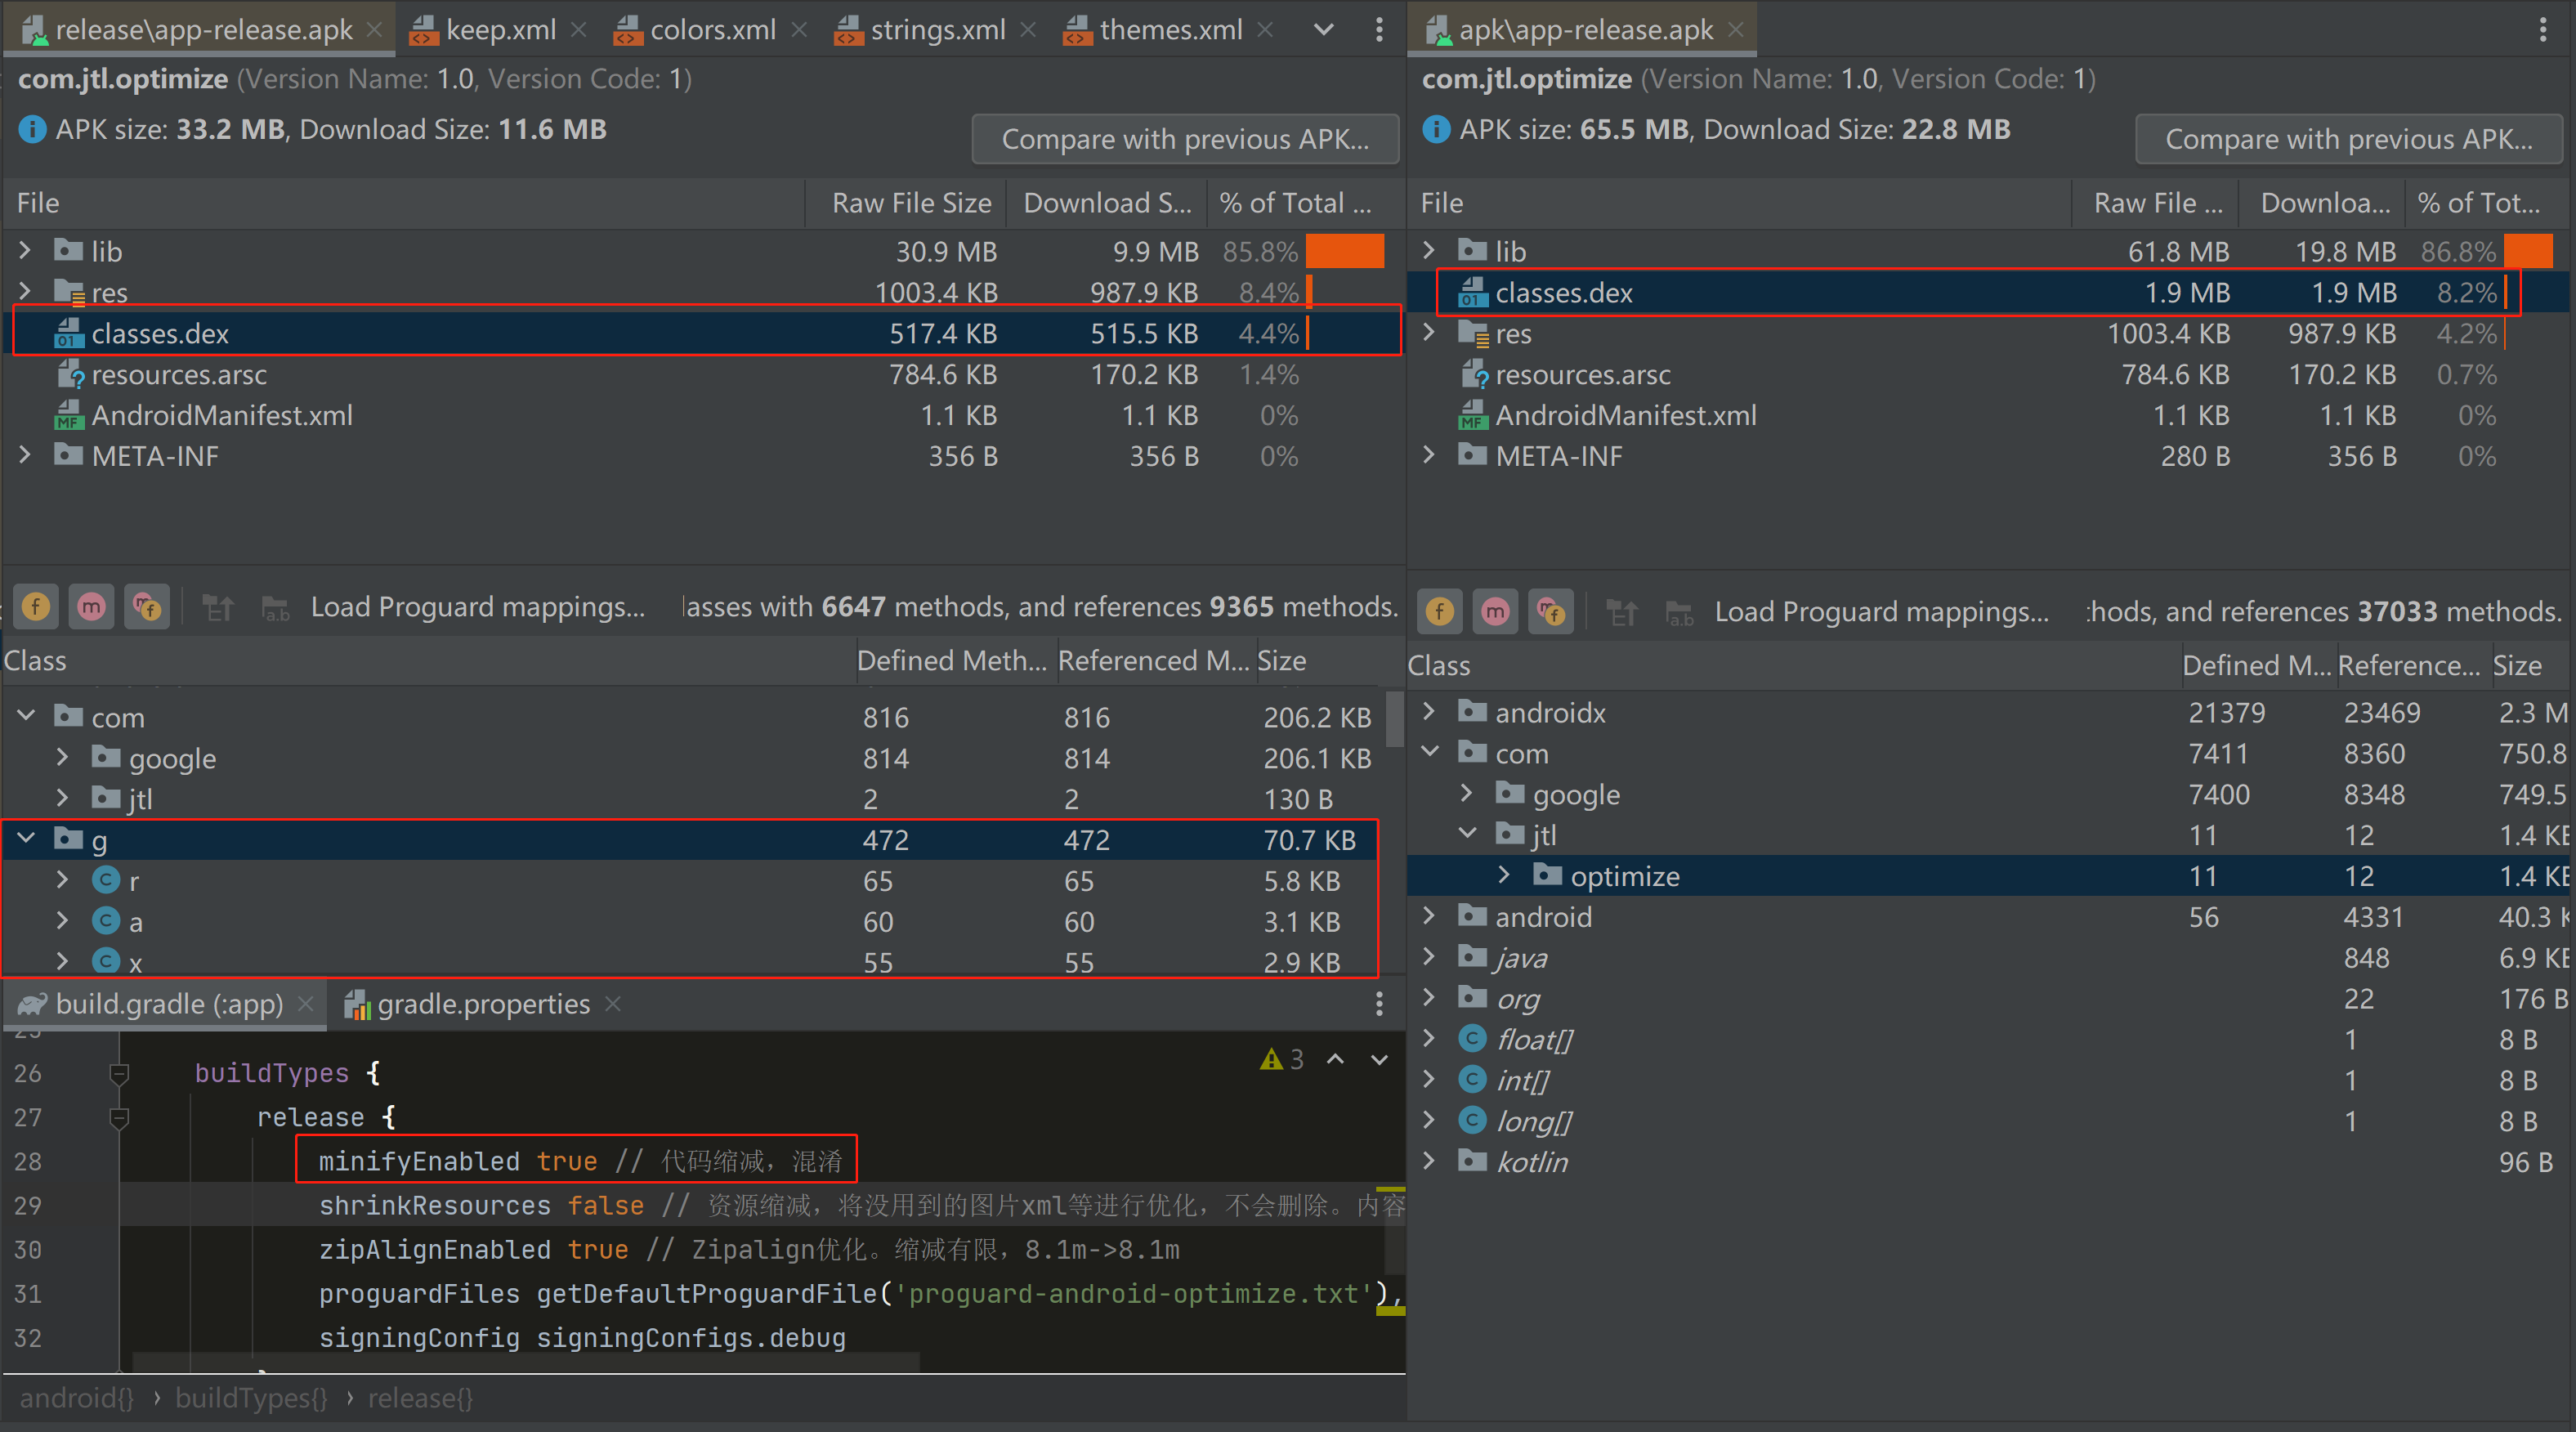 release\app-release.apk keep.xml colors.xml strings.xml themes.xml
com.jtl.optimize (Version Name: 1.0, Version Code: 1)
APK size: 33.2 MB, Download Size: 11.6 MB
Compare with previous APK...
File Raw File Size Download S... % of Total ...
lib 30.9 MB 9.9 MB 85.8%
res 1003.4 KB 987.9 KB 8.4%
classes.dex 517.4 KB 515.5 KB 4.4%
resources.arsc 784.6 KB 170.2 KB 1.4%
AndroidManifest.xml 1.1 KB 1.1 KB 0%
META-INF 356 B 356 B 0%
Load Proguard mappings... lasses with 6647 methods, and references 9365 methods.
Class Defined Meth... Referenced M... Size
com 816 816 206.2 KB
google 814 814 206.1 KB
jtl 2 2 130 B
g 472 472 70.7 KB
r 65 65 5.8 KB
a 60 60 3.1 KB
x 55 55 2.9 KB
build.gradle (:app) gradle.properties
25
3
26 buildTypes {
27 release {
28 minifyEnabled true // 代码缩减，混淆
29 shrinkResources false // 资源缩减，将没用到的图片xml等进行优化，不会删除。内容
30 zipAlignEnabled true // Zipalign优化。缩减有限，8.1m->8.1m
31 proguardFiles getDefaultProguardFile('proguard-android-optimize.txt'),
32 signingConfig signingConfigs.debug
android{} › buildTypes{} › release{}
apk\app-release.apk
com.jtl.optimize (Version Name: 1.0, Version Code: 1)
APK size: 65.5 MB, Download Size: 22.8 MB
Compare with previous APK...
File Raw File ... Downloa... % of Tot...
lib 61.8 MB 19.8 MB 86.8%
classes.dex 1.9 MB 1.9 MB 8.2%
res 1003.4 KB 987.9 KB 4.2%
resources.arsc 784.6 KB 170.2 KB 0.7%
AndroidManifest.xml 1.1 KB 1.1 KB 0%
META-INF 280 B 356 B 0%
Load Proguard mappings... hods, and references 37033 methods.
Class Defined M... Reference... Size
androidx 21379 23469 2.3 M
com 7411 8360 750.8
google 7400 8348 749.5
jtl 11 12 1.4 KB
optimize 11 12 1.4 KB
android 56 4331 40.3 K
java 848 6.9 KB
org 22 176 B
float[] 1 8 B
int[] 1 8 B
long[] 1 8 B
kotlin 96 B